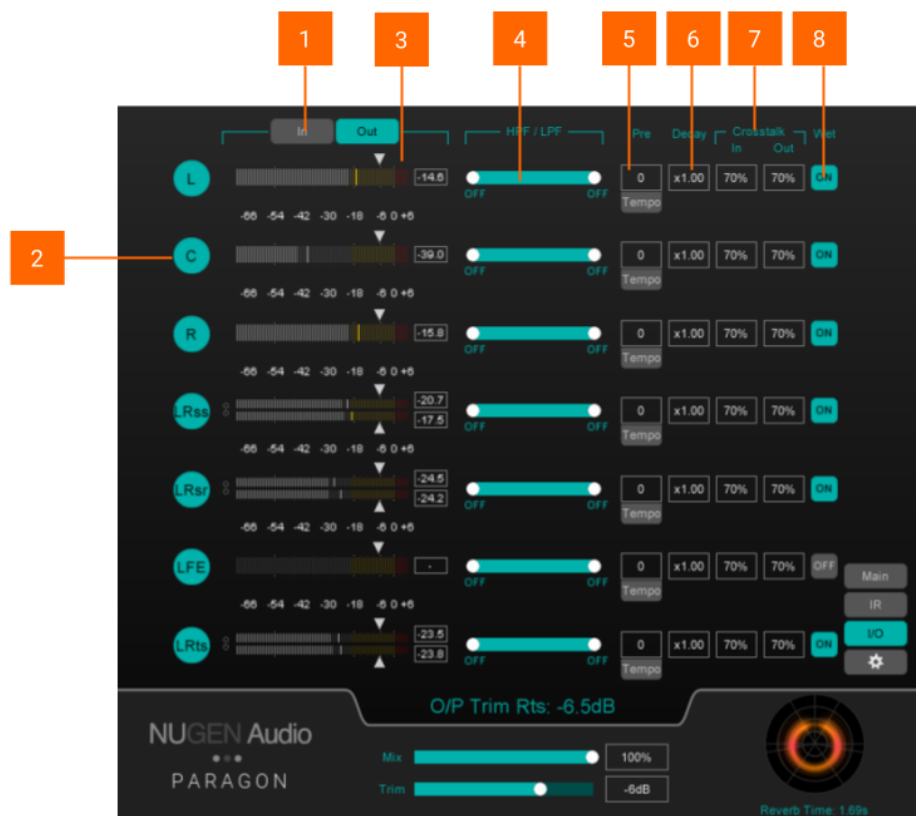 1 3 4 5 6 7 8
In Out HPF / LPF Pre Decay Crosstalk Wet
In Out
L -14.6 0 x1.00 70% 70% ON
OFF OFF Tempo
-66 -54 -42 -30 -18 -6 0 +6
2 C -39.0 0 x1.00 70% 70% ON
OFF OFF Tempo
-66 -54 -42 -30 -18 -6 0 +6
R -15.8 0 x1.00 70% 70% ON
OFF OFF Tempo
-66 -54 -42 -30 -18 -6 0 +6
LRss -20.7 0 x1.00 70% 70% ON
-17.5
OFF OFF Tempo
-66 -54 -42 -30 -18 -6 0 +6
LRsr -24.5 0 x1.00 70% 70% ON
-24.2
OFF OFF Tempo
-66 -54 -42 -30 -18 -6 0 +6
LFE - 0 x1.00 70% 70% OFF
Main
OFF OFF Tempo
IR
-66 -54 -42 -30 -18 -6 0 +6
LRts -23.5 0 x1.00 70% 70% ON I/O
-23.8
OFF OFF Tempo
O/P Trim Rts: -6.5dB
NUGEN Audio
PARAGON
Mix 100%
Trim -6dB
Reverb Time: 1.69s